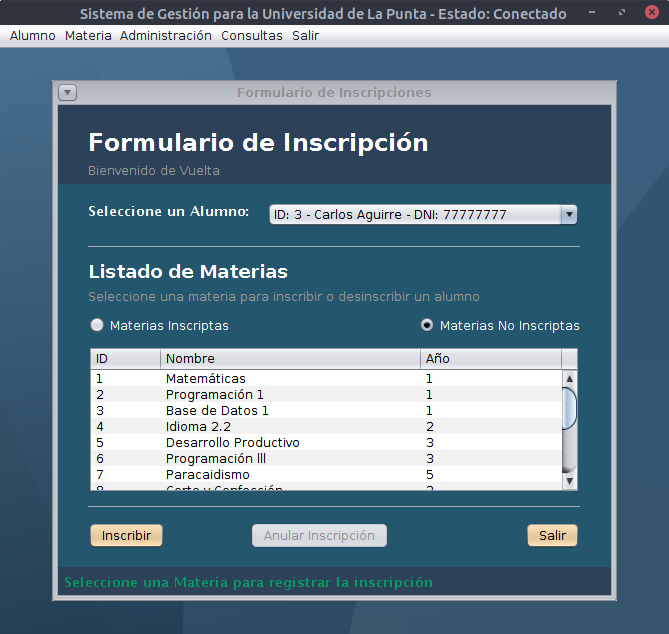 Sistema de Gestión para la Universidad de La Punta - Estado: Conectado
Alumno Materia Administración Consultas Salir
Formulario de Inscripciones
Formulario de Inscripción
Bienvenido de Vuelta
Seleccione un Alumno: ID: 3 - Carlos Aguirre - DNI: 77777777
Listado de Materias
Seleccione una materia para inscribir o desinscribir un alumno
Materias Inscriptas Materias No Inscriptas
ID Nombre Año
1 Matemáticas 1
2 Programación 1 1
3 Base de Datos 1 1
4 Idioma 2.2 2
5 Desarrollo Productivo 3
6 Programación lll 3
7 Paracaidismo 5
8 Corte y Confección
Inscribir Anular Inscripción Salir
Seleccione una Materia para registrar la inscripción